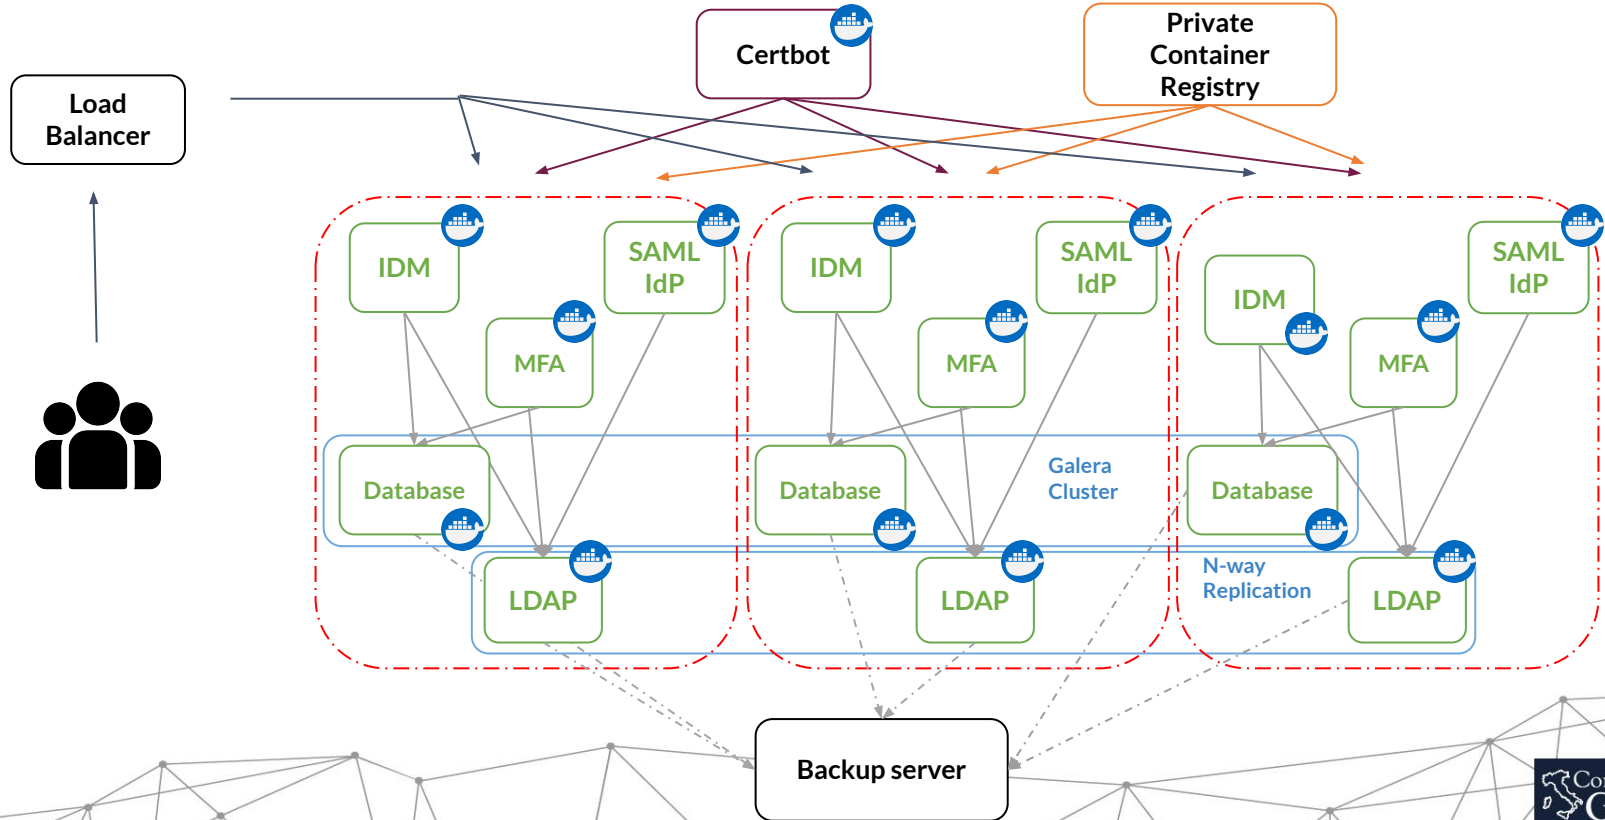 Certbot
Private
Container
Registry
Load
Balancer
IDM
SAML
IdP
MFA
Database
LDAP
IDM
SAML
IdP
MFA
Database
Galera
Cluster
LDAP
IDM
SAML
IdP
MFA
Database
N-way
Replication
LDAP
Backup server